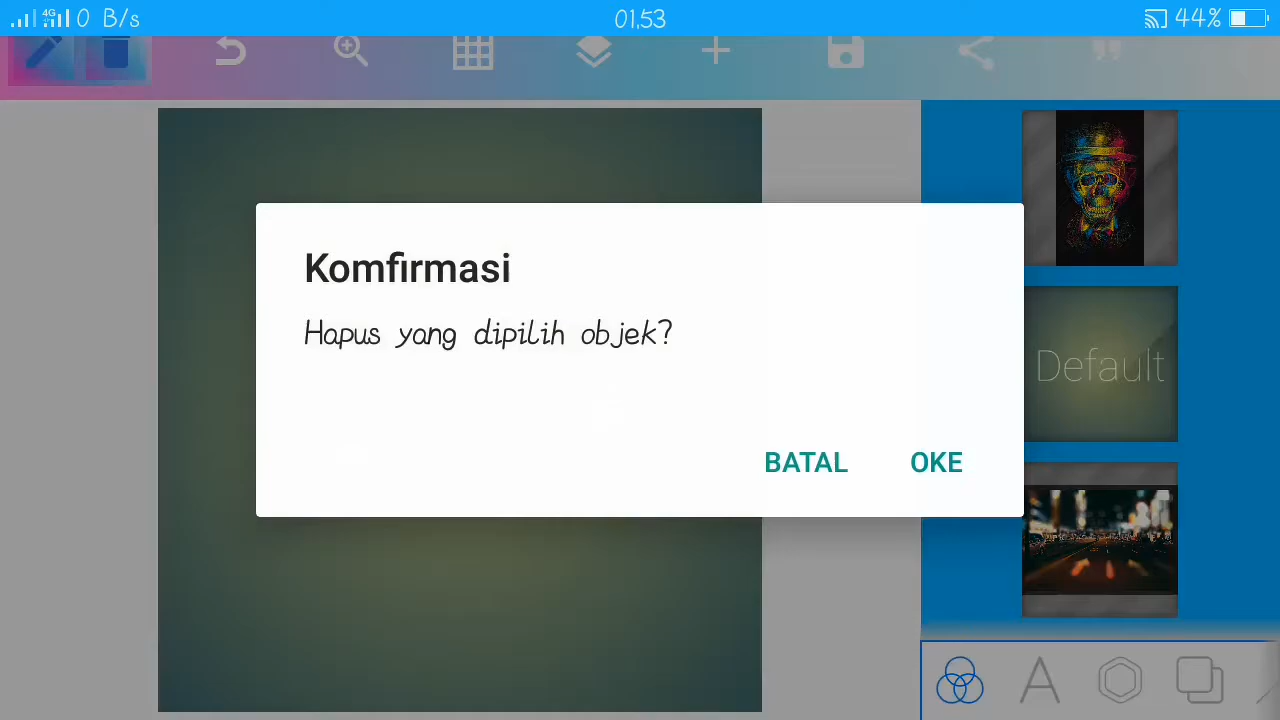 4G 0 B/s 01.53 44%
Komfirmasi
Hapus yang dipilih objek?
BATAL OKE
Default
A